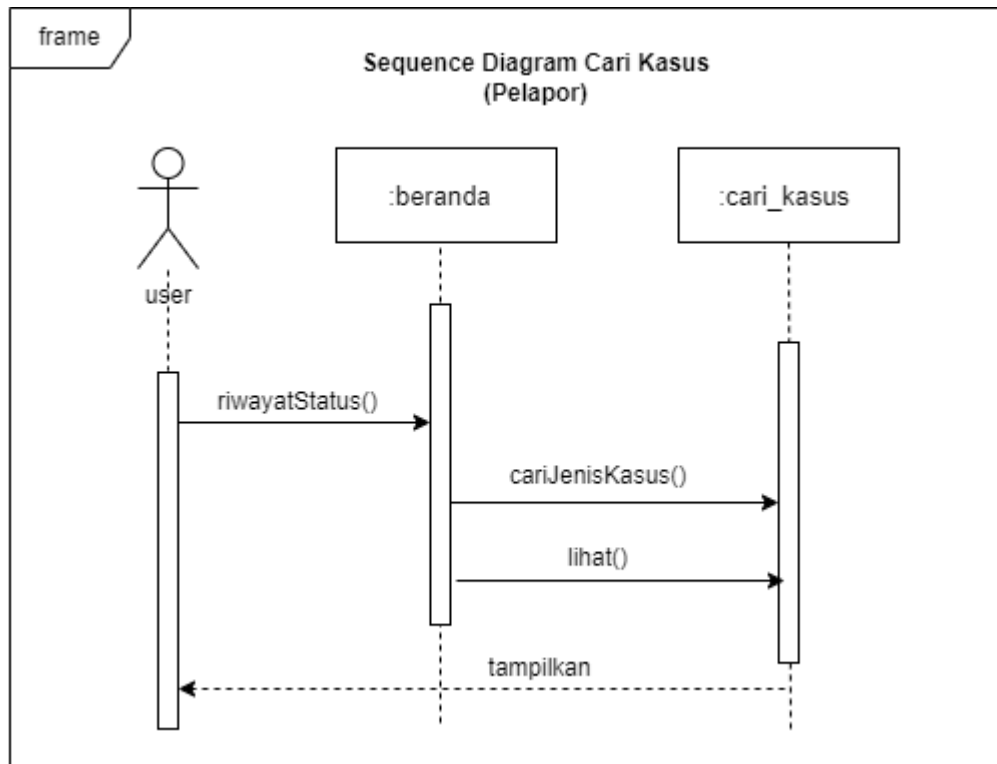 frame
Sequence Diagram Cari Kasus
(Pelapor)
:beranda
:cari_kasus
user
riwayatStatus()
cariJenisKasus()
lihat()
tampilkan